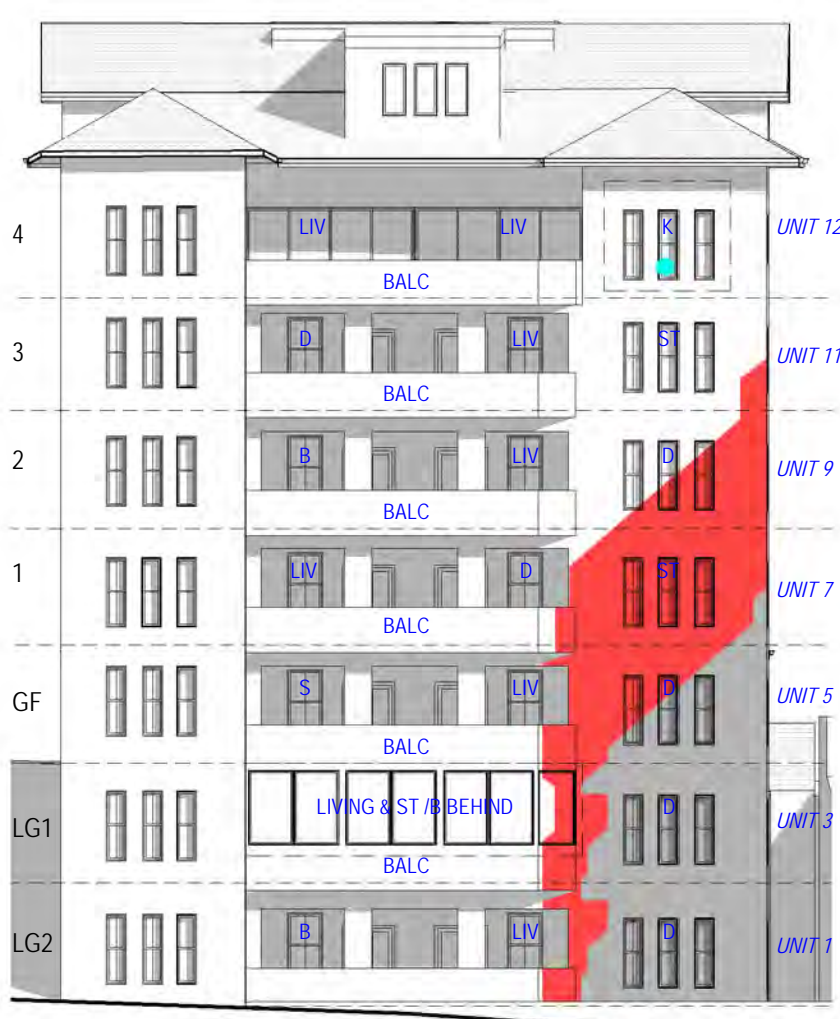 4 LIV LIV K UNIT 12
BALC
3 D LIV ST UNIT 11
BALC
2 B LIV D UNIT 9
BALC
1 LIV D ST UNIT 7
BALC
GF S LIV D UNIT 5
BALC
LG1 LIVING & ST /B BEHIND D UNIT 3
BALC
LG2 B LIV D UNIT 1